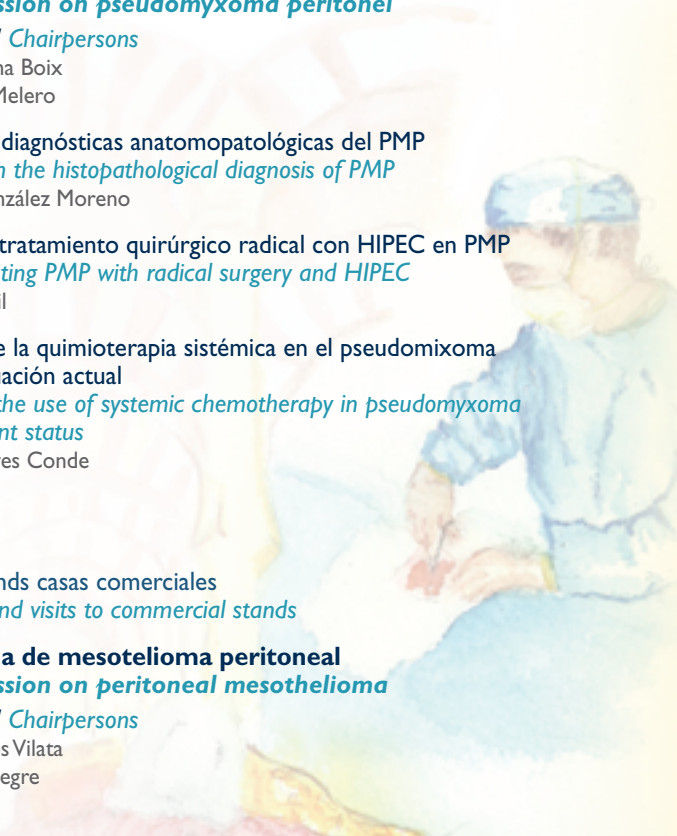 ssion on pseudomyxoma peritonei
/ Chairpersons
na Boix
Melero
diagnósticas anatomopatológicas del PMP
n the histopathological diagnosis of PMP
nzález Moreno
tratamiento quirúrgico radical con HIPEC en PMP
ting PMP with radical surgery and HIPEC
il
e la quimioterapia sistémica en el pseudomixoma
uación actual
the use of systemic chemotherapy in pseudomyxoma
nt status
res Conde
nds casas comerciales
nd visits to commercial stands
a de mesotelioma peritoneal
ssion on peritoneal mesothelioma
/ Chairpersons
s Vilata
egre